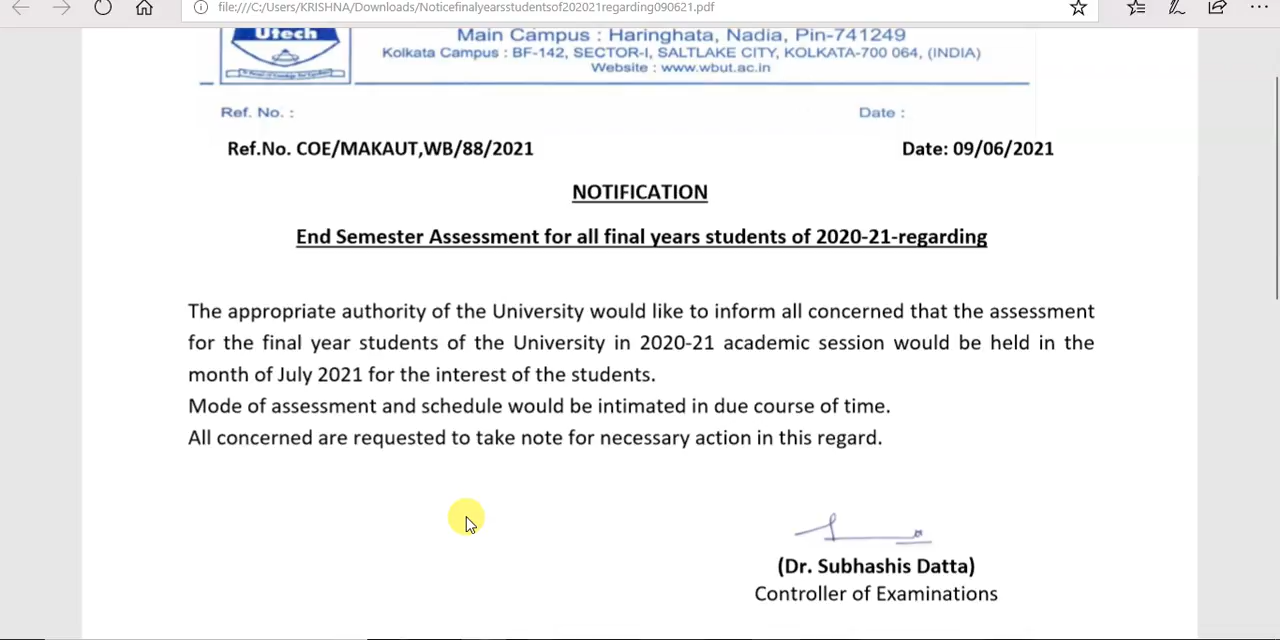 file:///C:/Users/KRISHNA/Downloads/Noticefinalyearsstudentsof202021regarding090621.pdf
Utech
Main Campus : Haringhata, Nadia, Pin-741249
Kolkata Campus : BF-142, SECTOR-I, SALTLAKE CITY, KOLKATA-700 064, (INDIA)
Website : www.wbut.ac.in
Ref. No. :
Date :
Ref.No. COE/MAKAUT,WB/88/2021
Date: 09/06/2021
NOTIFICATION
End Semester Assessment for all final years students of 2020-21-regarding
The appropriate authority of the University would like to inform all concerned that the assessment
for the final year students of the University in 2020-21 academic session would be held in the
month of July 2021 for the interest of the students.
Mode of assessment and schedule would be intimated in due course of time.
All concerned are requested to take note for necessary action in this regard.
(Dr. Subhashis Datta)
Controller of Examinations